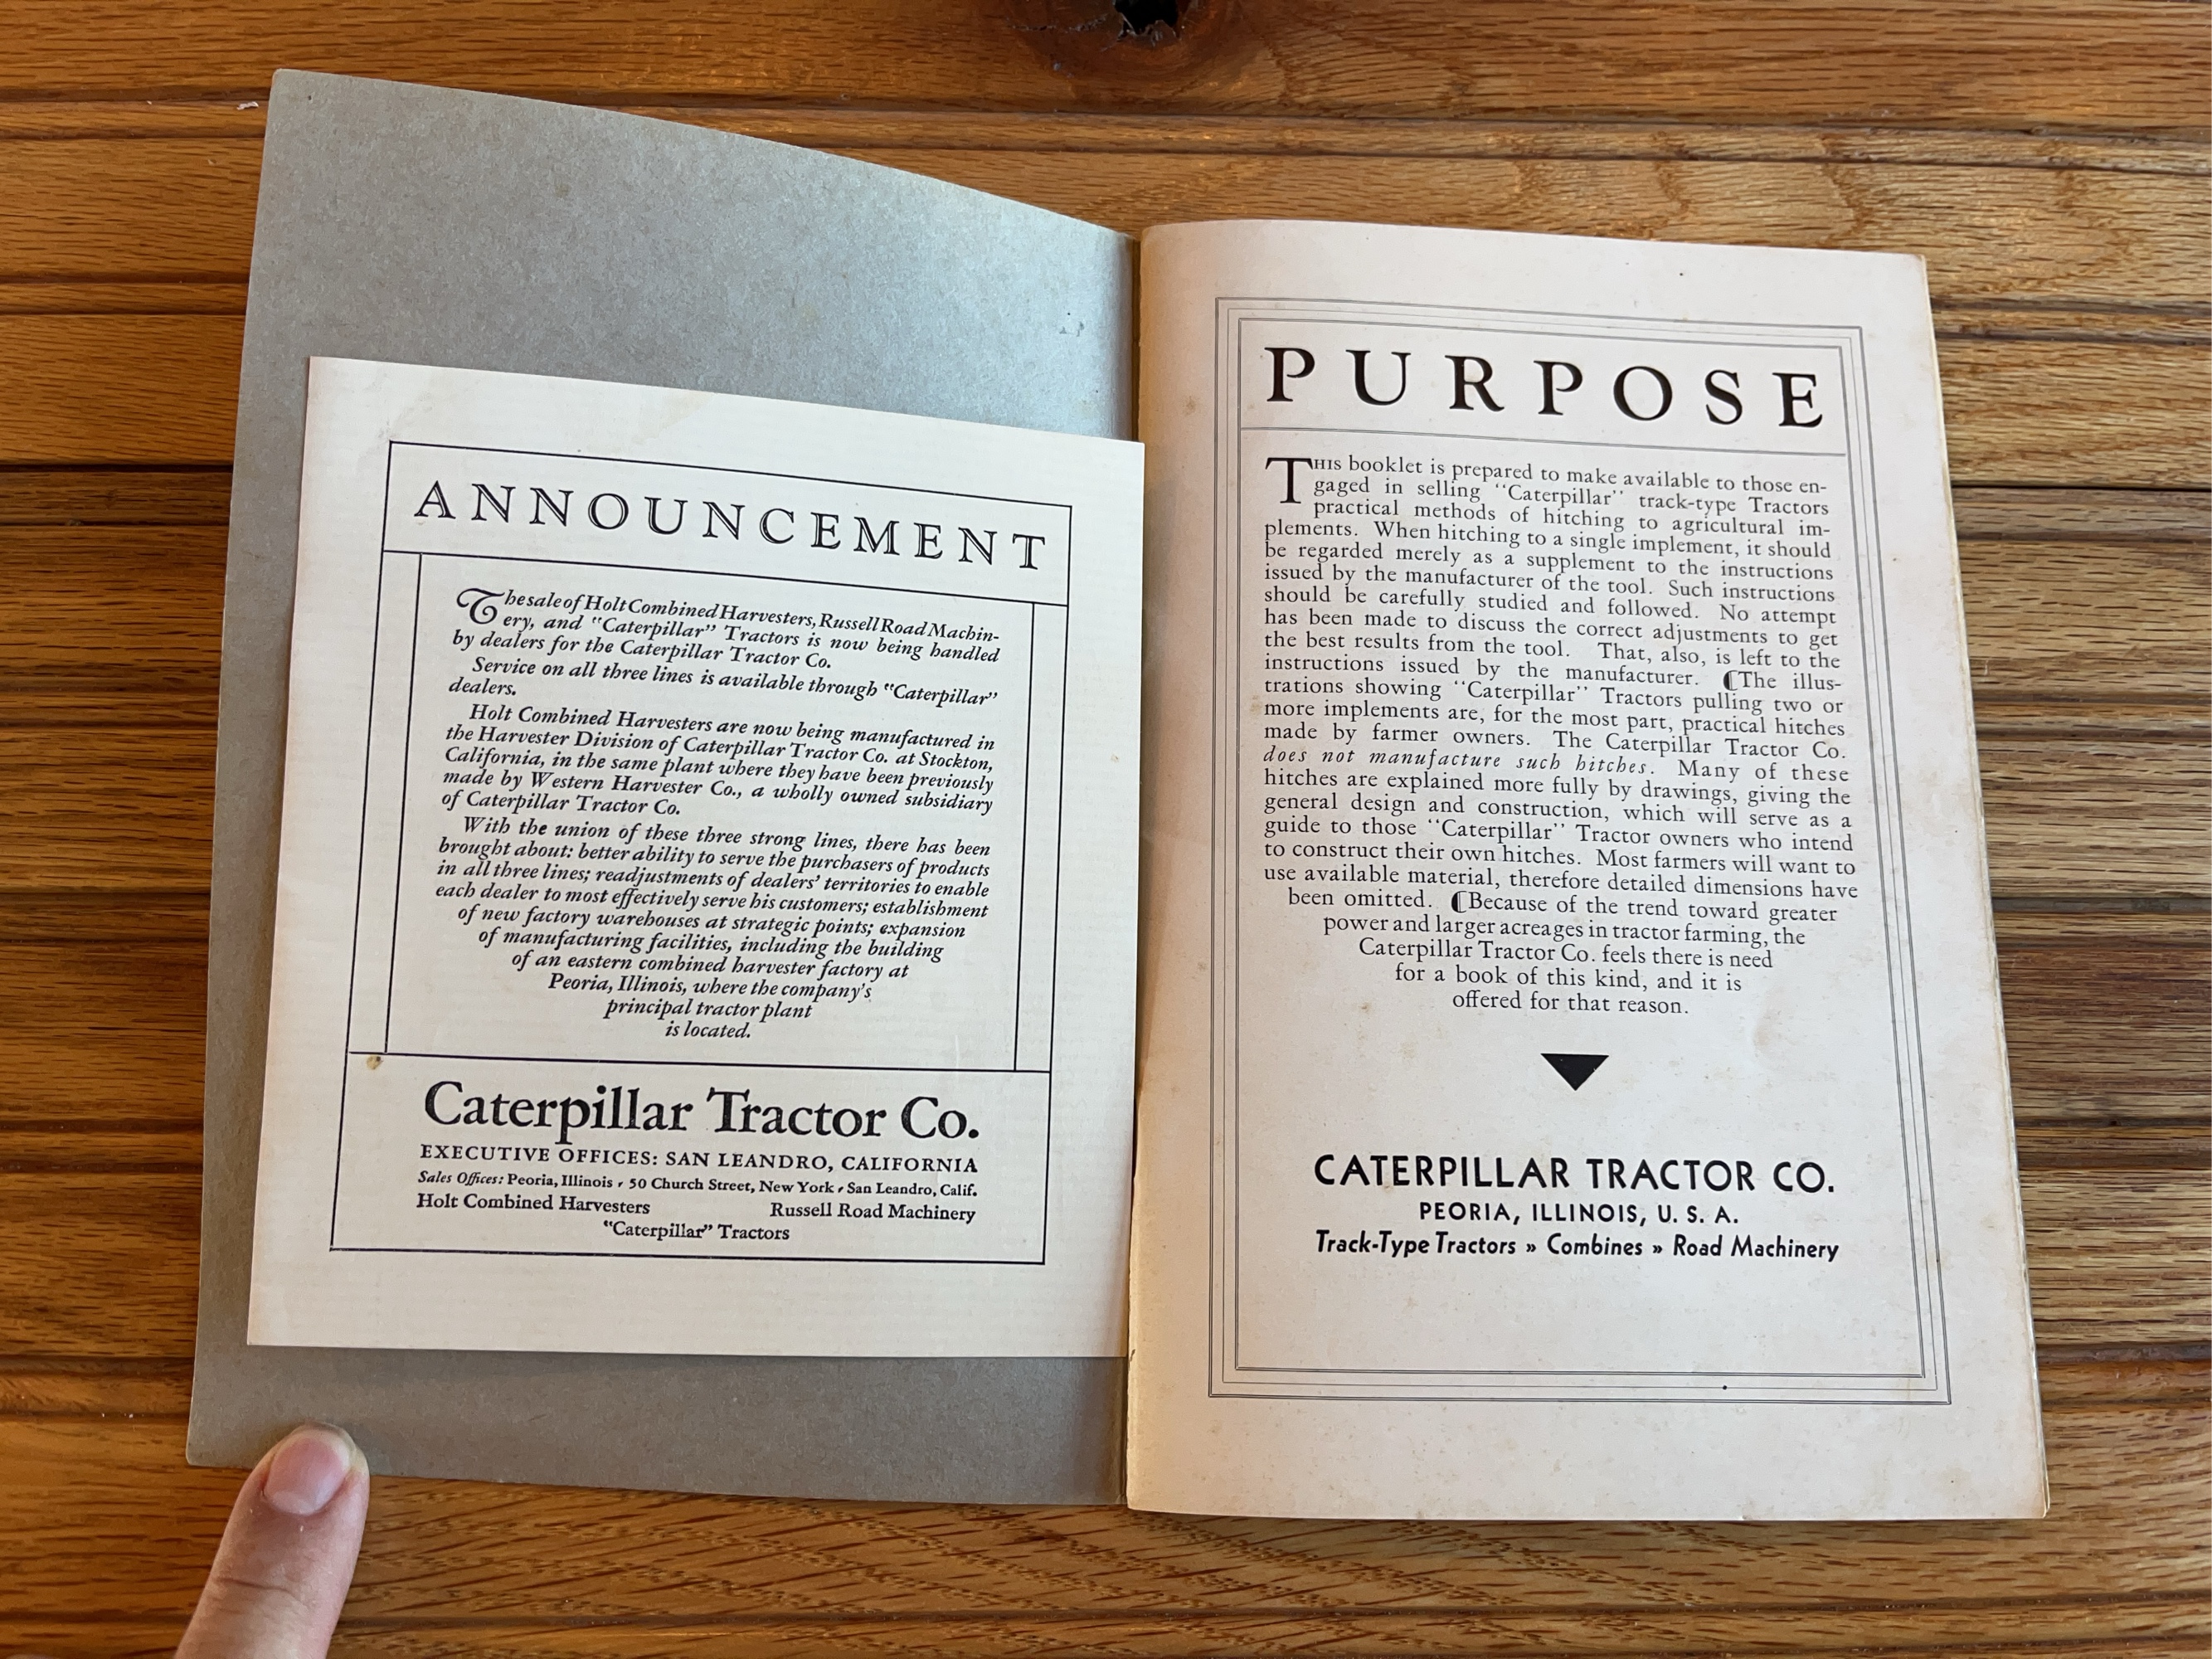 ANNOUNCEMENT
The sale of Holt Combined Harvesters, Russell Road Machin-
ery, and "Caterpillar" Tractors is now being handled
by dealers for the Caterpillar Tractor Co.
Service on all three lines is available through "Caterpillar"
dealers.
Holt Combined Harvesters are now being manufactured in
the Harvester Division of Caterpillar Tractor Co. at Stockton,
California, in the same plant where they have been previously
made by Western Harvester Co., a wholly owned subsidiary
of Caterpillar Tractor Co.
With the union of these three strong lines, there has been
brought about: better ability to serve the purchasers of products
in all three lines; readjustments of dealers' territories to enable
each dealer to most effectively serve his customers; establishment
of new factory warehouses at strategic points; expansion
of manufacturing facilities, including the building
of an eastern combined harvester factory at
Peoria, Illinois, where the company's
principal tractor plant
is located.
Caterpillar Tractor Co.
EXECUTIVE OFFICES: SAN LEANDRO, CALIFORNIA
Sales Offices: Peoria, Illinois, 50 Church Street, New York, San Leandro, Calif.
Holt Combined Harvesters Russell Road Machinery
"Caterpillar" Tractors
PURPOSE
THIS booklet is prepared to make available to those en-
gaged in selling "Caterpillar" track-type Tractors
practical methods of hitching to agricultural im-
plements. When hitching to a single implement, it should
be regarded merely as a supplement to the instructions
issued by the manufacturer of the tool. Such instructions
should be carefully studied and followed. No attempt
has been made to discuss the correct adjustments to get
the best results from the tool. That, also, is left to the
instructions issued by the manufacturer. ⁋The illus-
trations showing "Caterpillar" Tractors pulling two or
more implements are, for the most part, practical hitches
made by farmer owners. The Caterpillar Tractor Co.
does not manufacture such hitches. Many of these
hitches are explained more fully by drawings, giving the
general design and construction, which will serve as a
guide to those "Caterpillar" Tractor owners who intend
to construct their own hitches. Most farmers will want to
use available material, therefore detailed dimensions have
been omitted. ⁋Because of the trend toward greater
power and larger acreages in tractor farming, the
Caterpillar Tractor Co. feels there is need
for a book of this kind, and it is
offered for that reason.
CATERPILLAR TRACTOR CO.
PEORIA, ILLINOIS, U. S. A.
Track-Type Tractors » Combines » Road Machinery